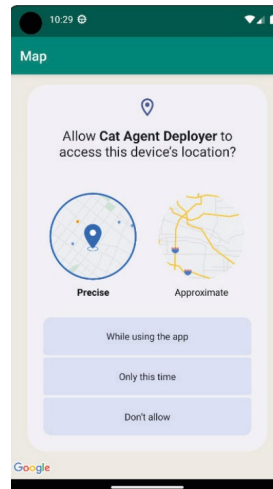 10:29
Map
Allow Cat Agent Deployer to
access this device's location?
Precise
Approximate
While using the app
Only this time
Don't allow
Google